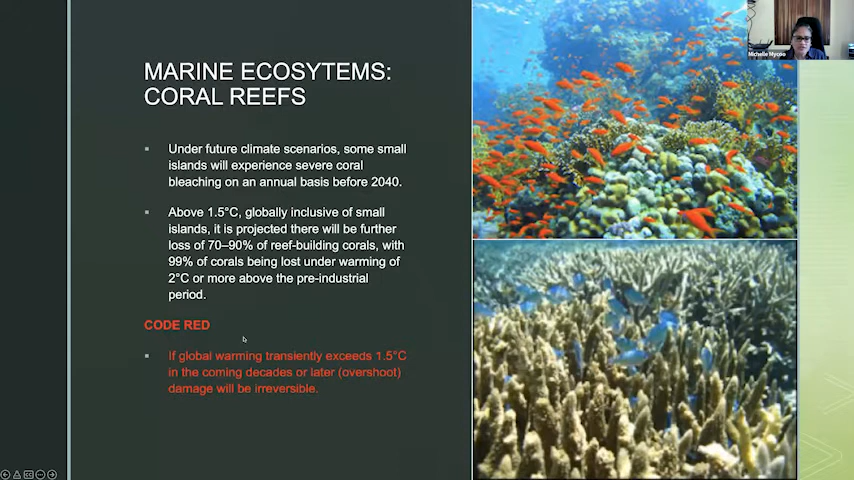 MARINE ECOSYTEMS:
CORAL REEFS
Under future climate scenarios, some small
islands will experience severe coral
bleaching on an annual basis before 2040.
Above 1.5°C, globally inclusive of small
islands, it is projected there will be further
loss of 70–90% of reef-building corals, with
99% of corals being lost under warming of
2°C or more above the pre-industrial
period.
CODE RED
If global warming transiently exceeds 1.5°C
in the coming decades or later (overshoot)
damage will be irreversible.
Michelle Mycoo